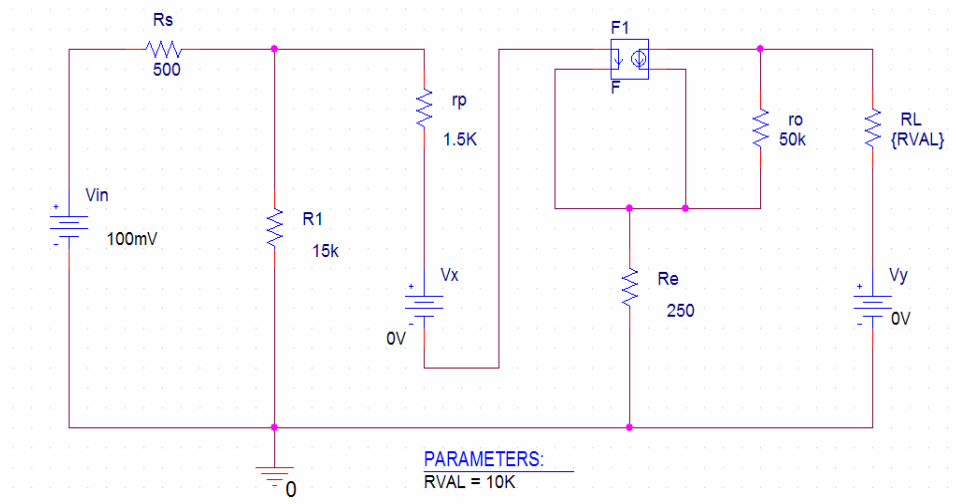 Rs
500
F1
F
rp
1.5K
ro
50k
RL
{RVAL}
Vin
+
-
100mV
R1
15k
Vx
+
-
0V
Re
250
Vy
+
-
0V
PARAMETERS:
RVAL = 10K
0